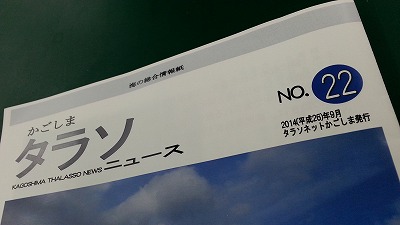 海の総合情報紙
NO. 22
かごしま
タラソ
ニュース
KAGOSHIMA THALASSO NEWS
2014(平成26)年9月
タラソネットかごしま発行